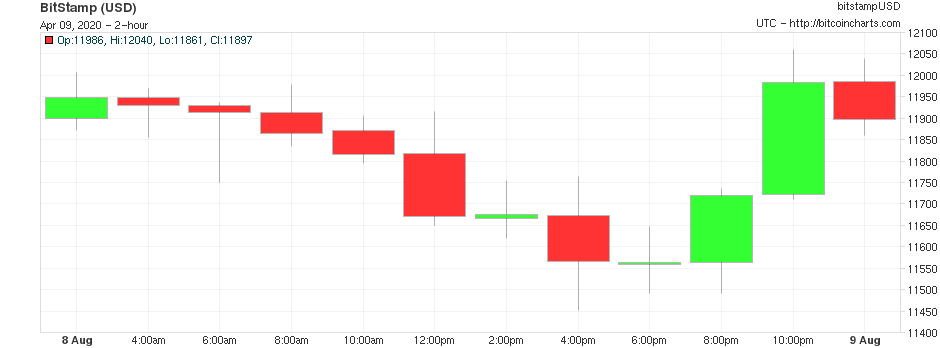 BitStamp (USD)
bitstampUSD
Apr 09, 2020 - 2-hour
UTC - http://bitcoincharts.com
Op:11986, Hi:12040, Lo:11861, Cl:11897
12100
12050
12000
11950
11900
11850
11800
11750
11700
11650
11600
11550
11500
11450
11400
8 Aug 4:00am 6:00am 8:00am 10:00am 12:00pm 2:00pm 4:00pm 6:00pm 8:00pm 10:00pm 9 Aug